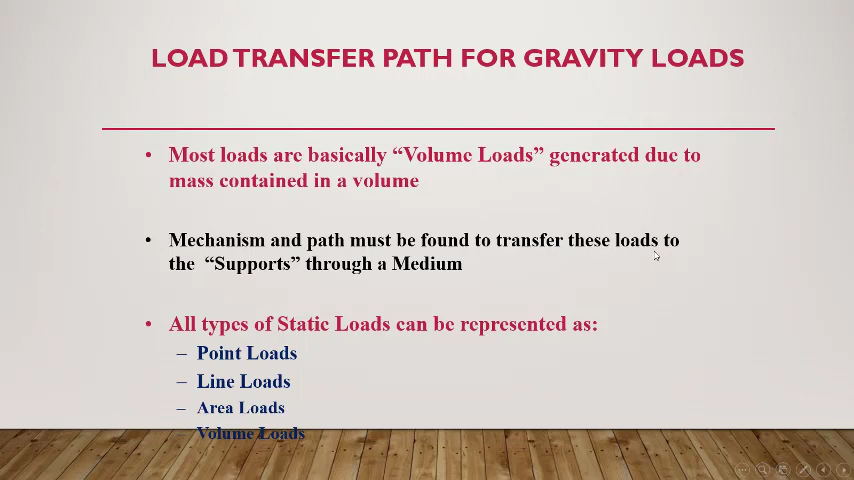 LOAD TRANSFER PATH FOR GRAVITY LOADS
• Most loads are basically “Volume Loads” generated due to
mass contained in a volume
• Mechanism and path must be found to transfer these loads to
the “Supports” through a Medium
• All types of Static Loads can be represented as:
– Point Loads
– Line Loads
– Area Loads
– Volume Loads